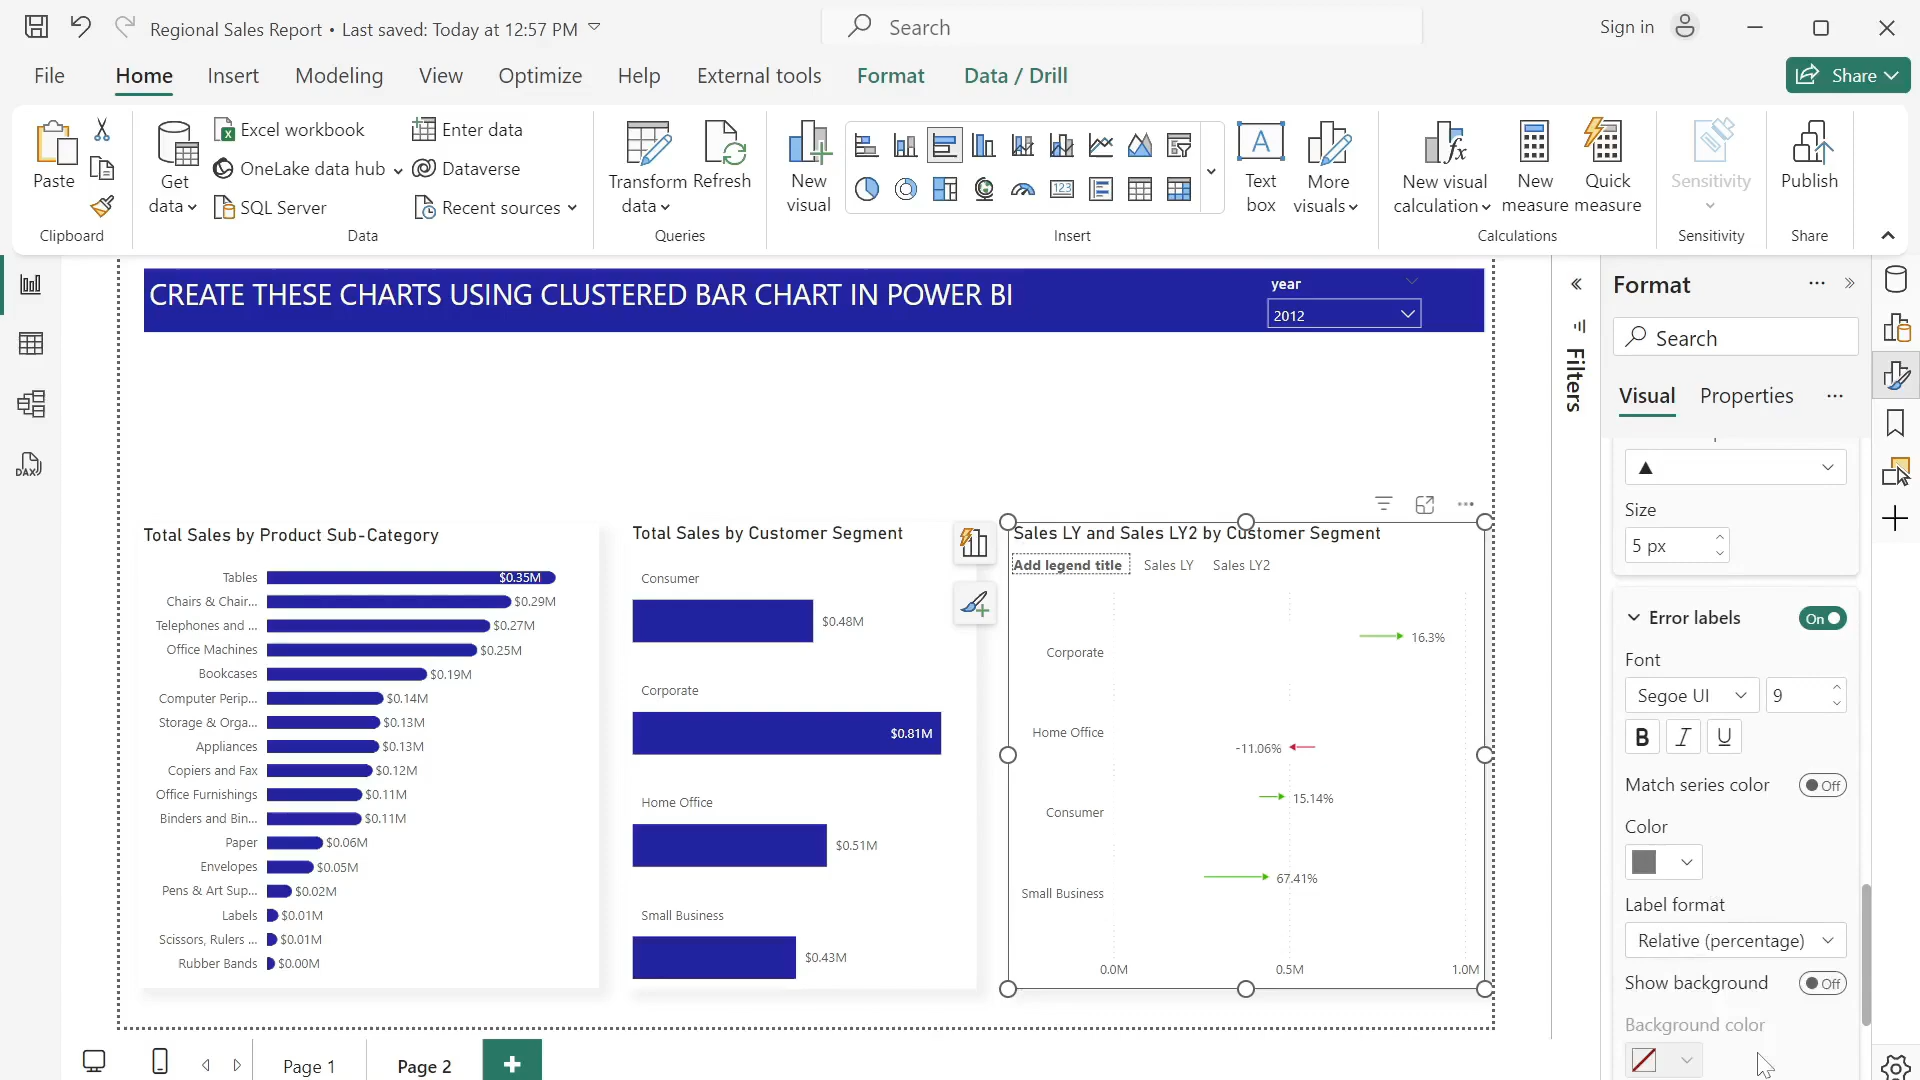 Regional Sales Report • Last saved: Today at 12:57 PM
Search
Sign in
File
Home
Insert
Modeling
View
Optimize
Help
External tools
Format
Data / Drill
Share
Paste
Clipboard
Get data
Excel workbook
OneLake data hub
SQL Server
Enter data
Dataverse
Recent sources
Data
Transform data
Refresh
Queries
New visual
123
Text box
More visuals
Insert
New visual calculation
New measure
Quick measure
Calculations
Sensitivity
Sensitivity
Publish
Share
DAX
CREATE THESE CHARTS USING CLUSTERED BAR CHART IN POWER BI
year
2012
Total Sales by Product Sub-Category
Tables $0.35M
Chairs & Chair... $0.29M
Telephones and ... $0.27M
Office Machines $0.25M
Bookcases $0.19M
Computer Perip... $0.14M
Storage & Orga... $0.13M
Appliances $0.13M
Copiers and Fax $0.12M
Office Furnishings $0.11M
Binders and Bin... $0.11M
Paper $0.06M
Envelopes $0.05M
Pens & Art Sup... $0.02M
Labels $0.01M
Scissors, Rulers ... $0.01M
Rubber Bands $0.00M
Total Sales by Customer Segment
Consumer
$0.48M
Corporate
$0.81M
Home Office
$0.51M
Small Business
$0.43M
Sales LY and Sales LY2 by Customer Segment
Add legend title Sales LY Sales LY2
16.3%
Corporate
Home Office
-11.06%
15.14%
Consumer
67.41%
Small Business
0.0M 0.5M 1.0M
Filters
Format
Search
Visual
Properties
Size
5 px
Error labels On
Font
Segoe UI 9
B I U
Match series color Off
Color
Label format
Relative (percentage)
Show background Off
Background color
Page 1
Page 2